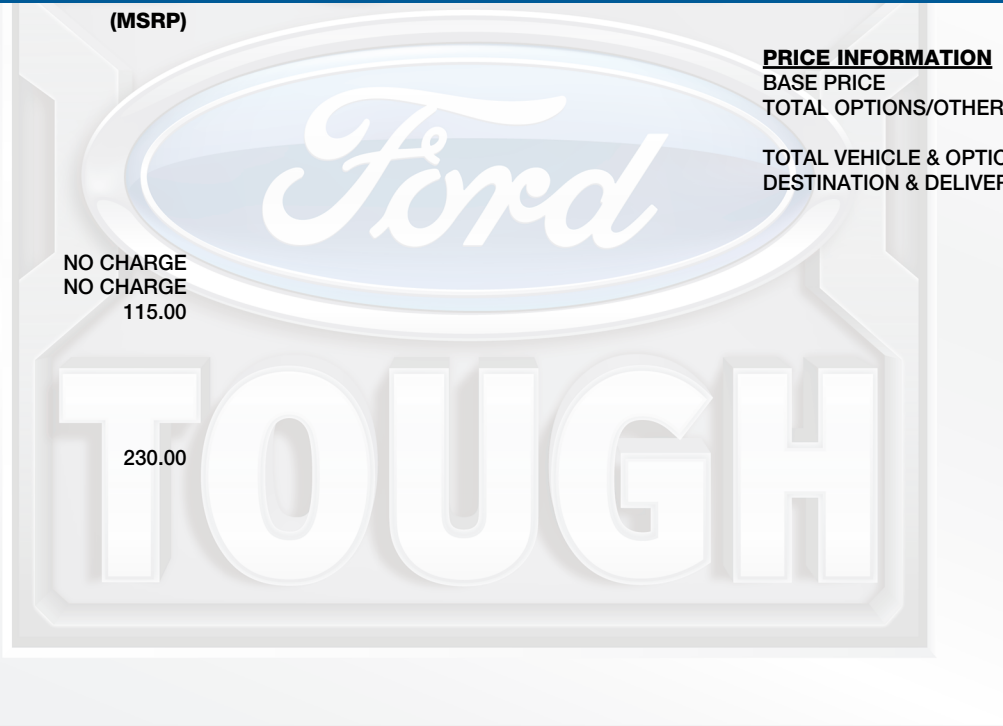 (MSRP)
PRICE INFORMATION
BASE PRICE
TOTAL OPTIONS/OTHER
TOTAL VEHICLE & OPTIO
DESTINATION & DELIVER
Ford
NO CHARGE
NO CHARGE
115.00
TOUGH
230.00